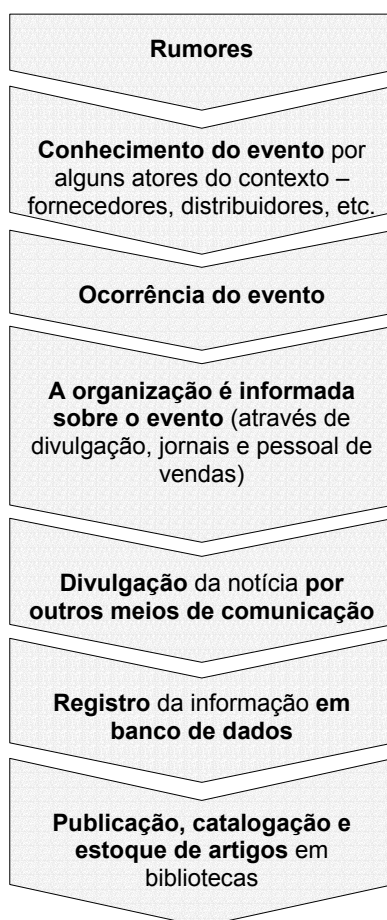 Rumores
Conhecimento do evento por
alguns atores do contexto –
fornecedores, distribuidores, etc.
Ocorrência do evento
A organização é informada
sobre o evento (através de
divulgação, jornais e pessoal de
vendas)
Divulgação da notícia por
outros meios de comunicação
Registro da informação em
banco de dados
Publicação, catalogação e
estoque de artigos em
bibliotecas